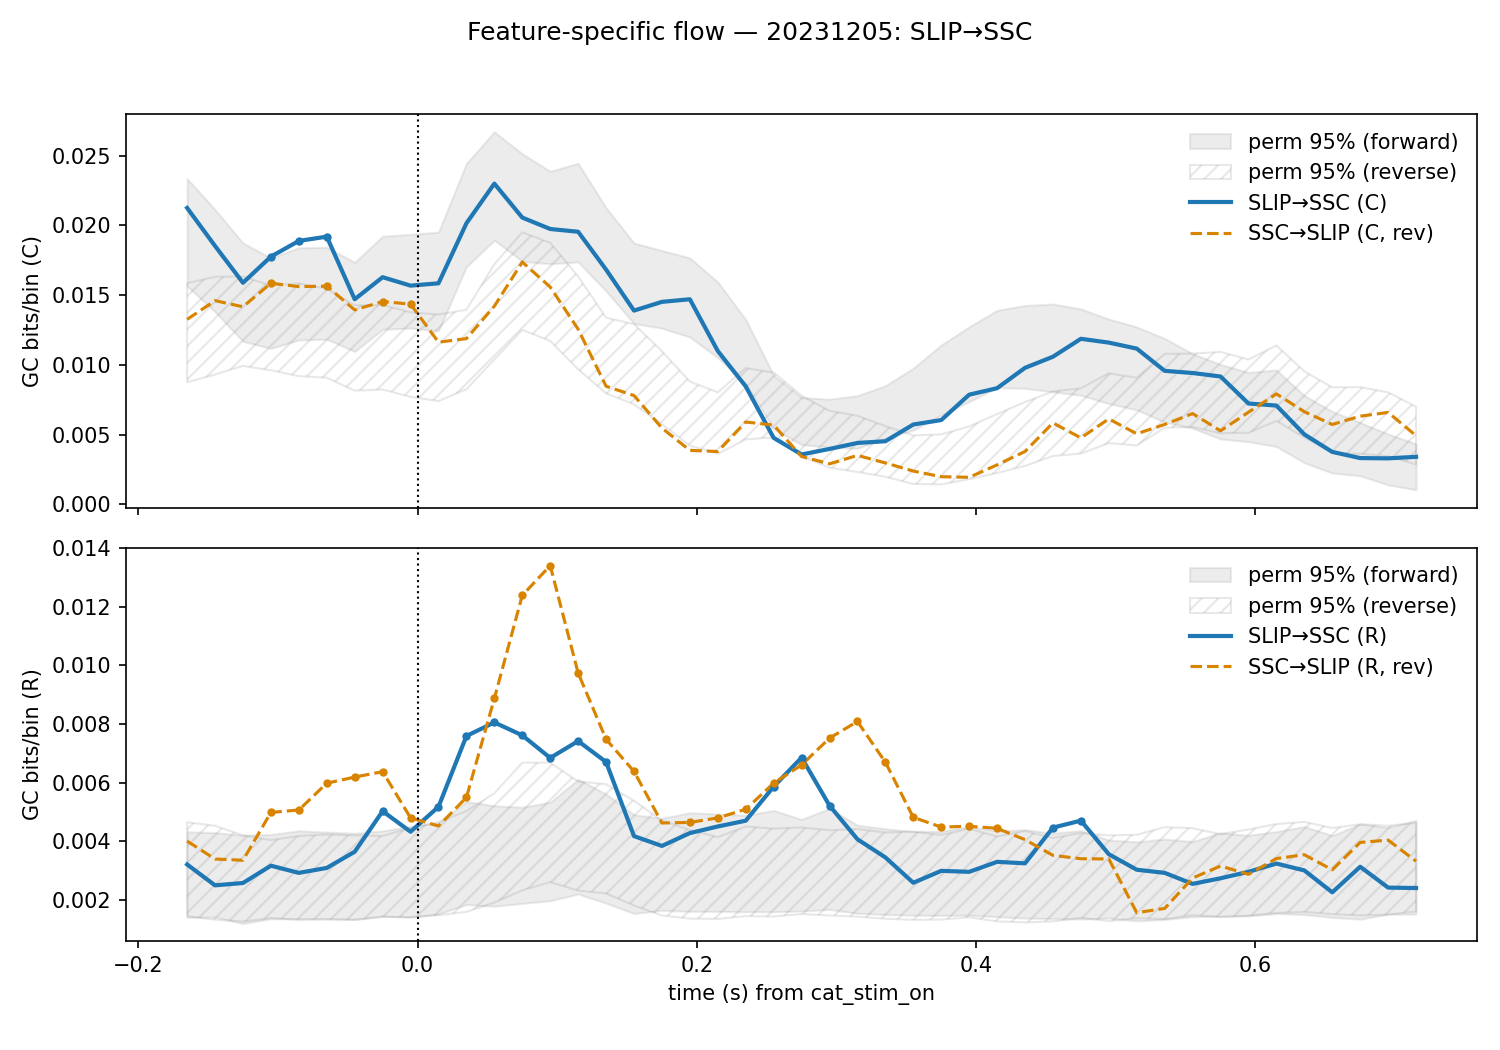 Feature-specific flow — 20231205: SLIP→SSC
GC bits/bin (C)
0.025
0.020
0.015
0.010
0.005
0.000
perm 95% (forward)
perm 95% (reverse)
SLIP→SSC (C)
SSC→SLIP (C, rev)
GC bits/bin (R)
0.014
0.012
0.010
0.008
0.006
0.004
0.002
perm 95% (forward)
perm 95% (reverse)
SLIP→SSC (R)
SSC→SLIP (R, rev)
−0.2 0.0 0.2 0.4 0.6
time (s) from cat_stim_on